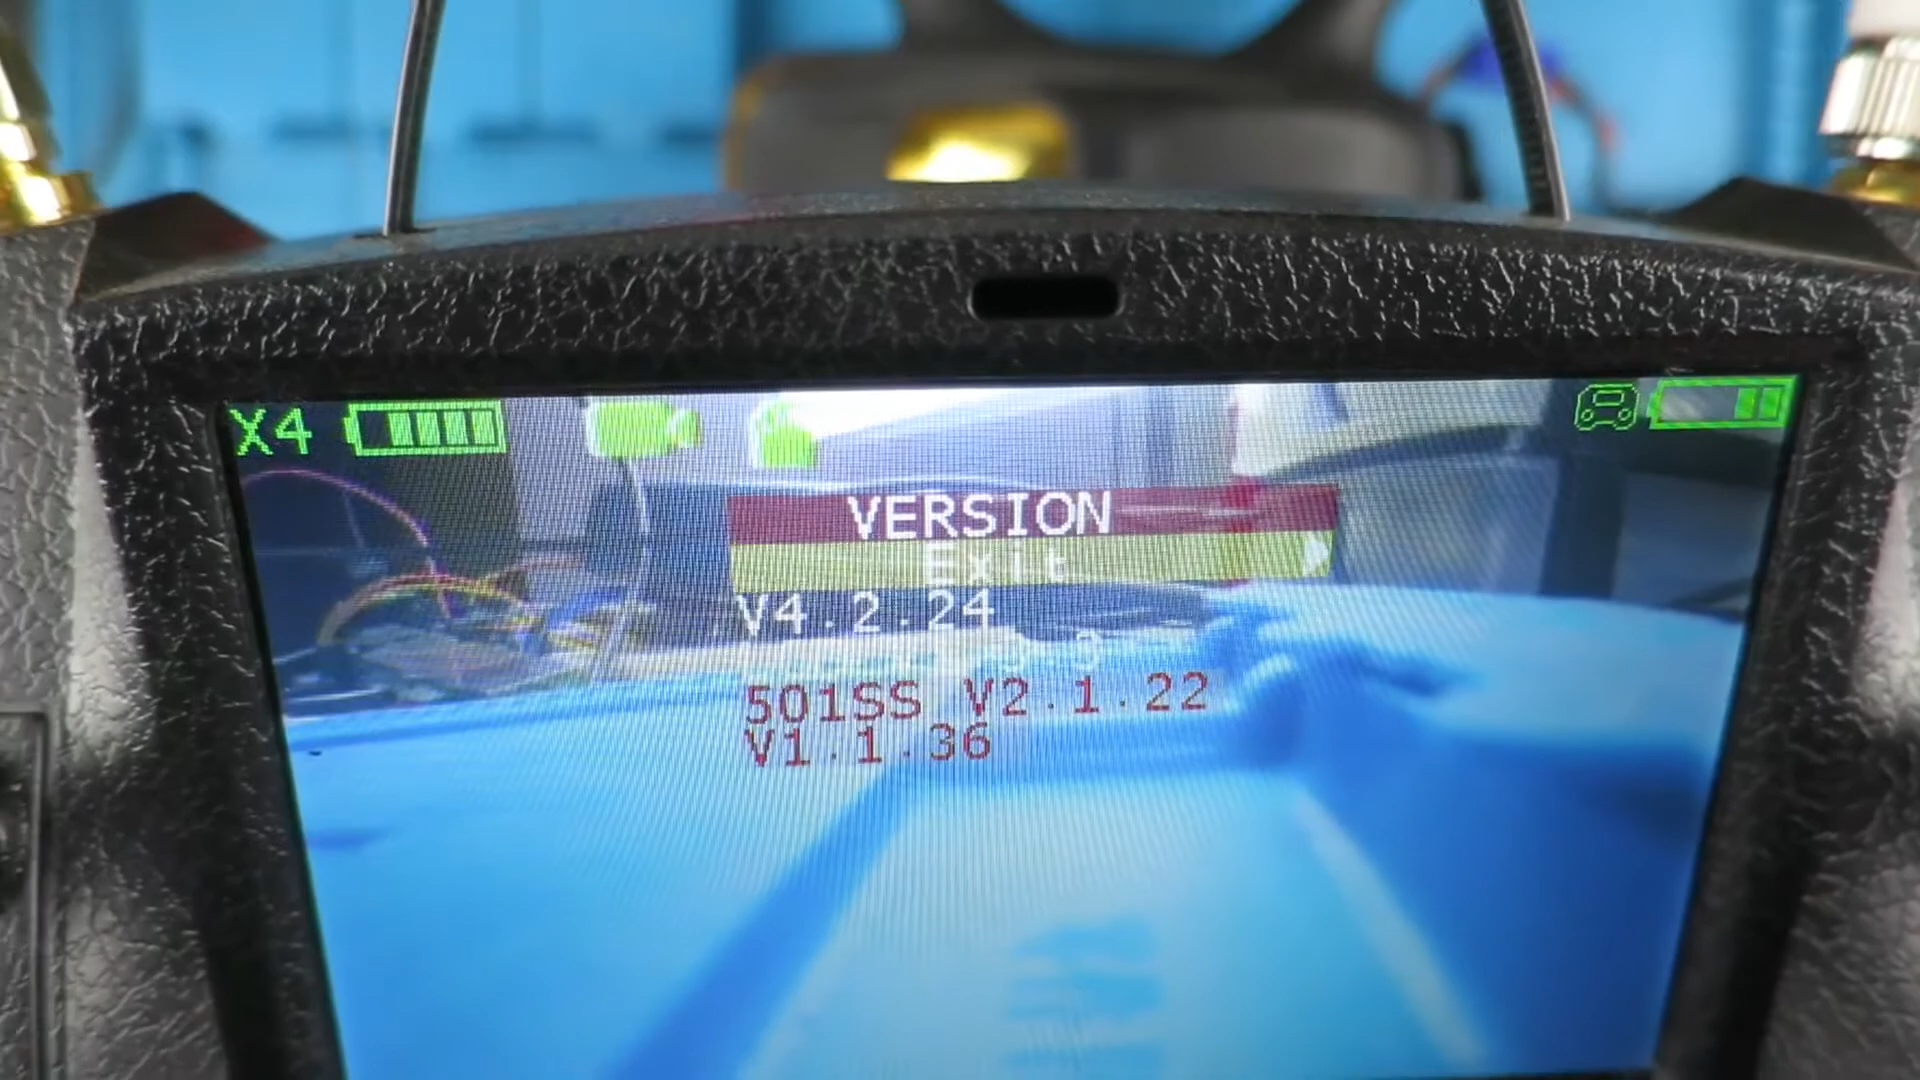 X4
VERSION
Exit
V4.2.24
501SS V2.1.22
V1.1.36